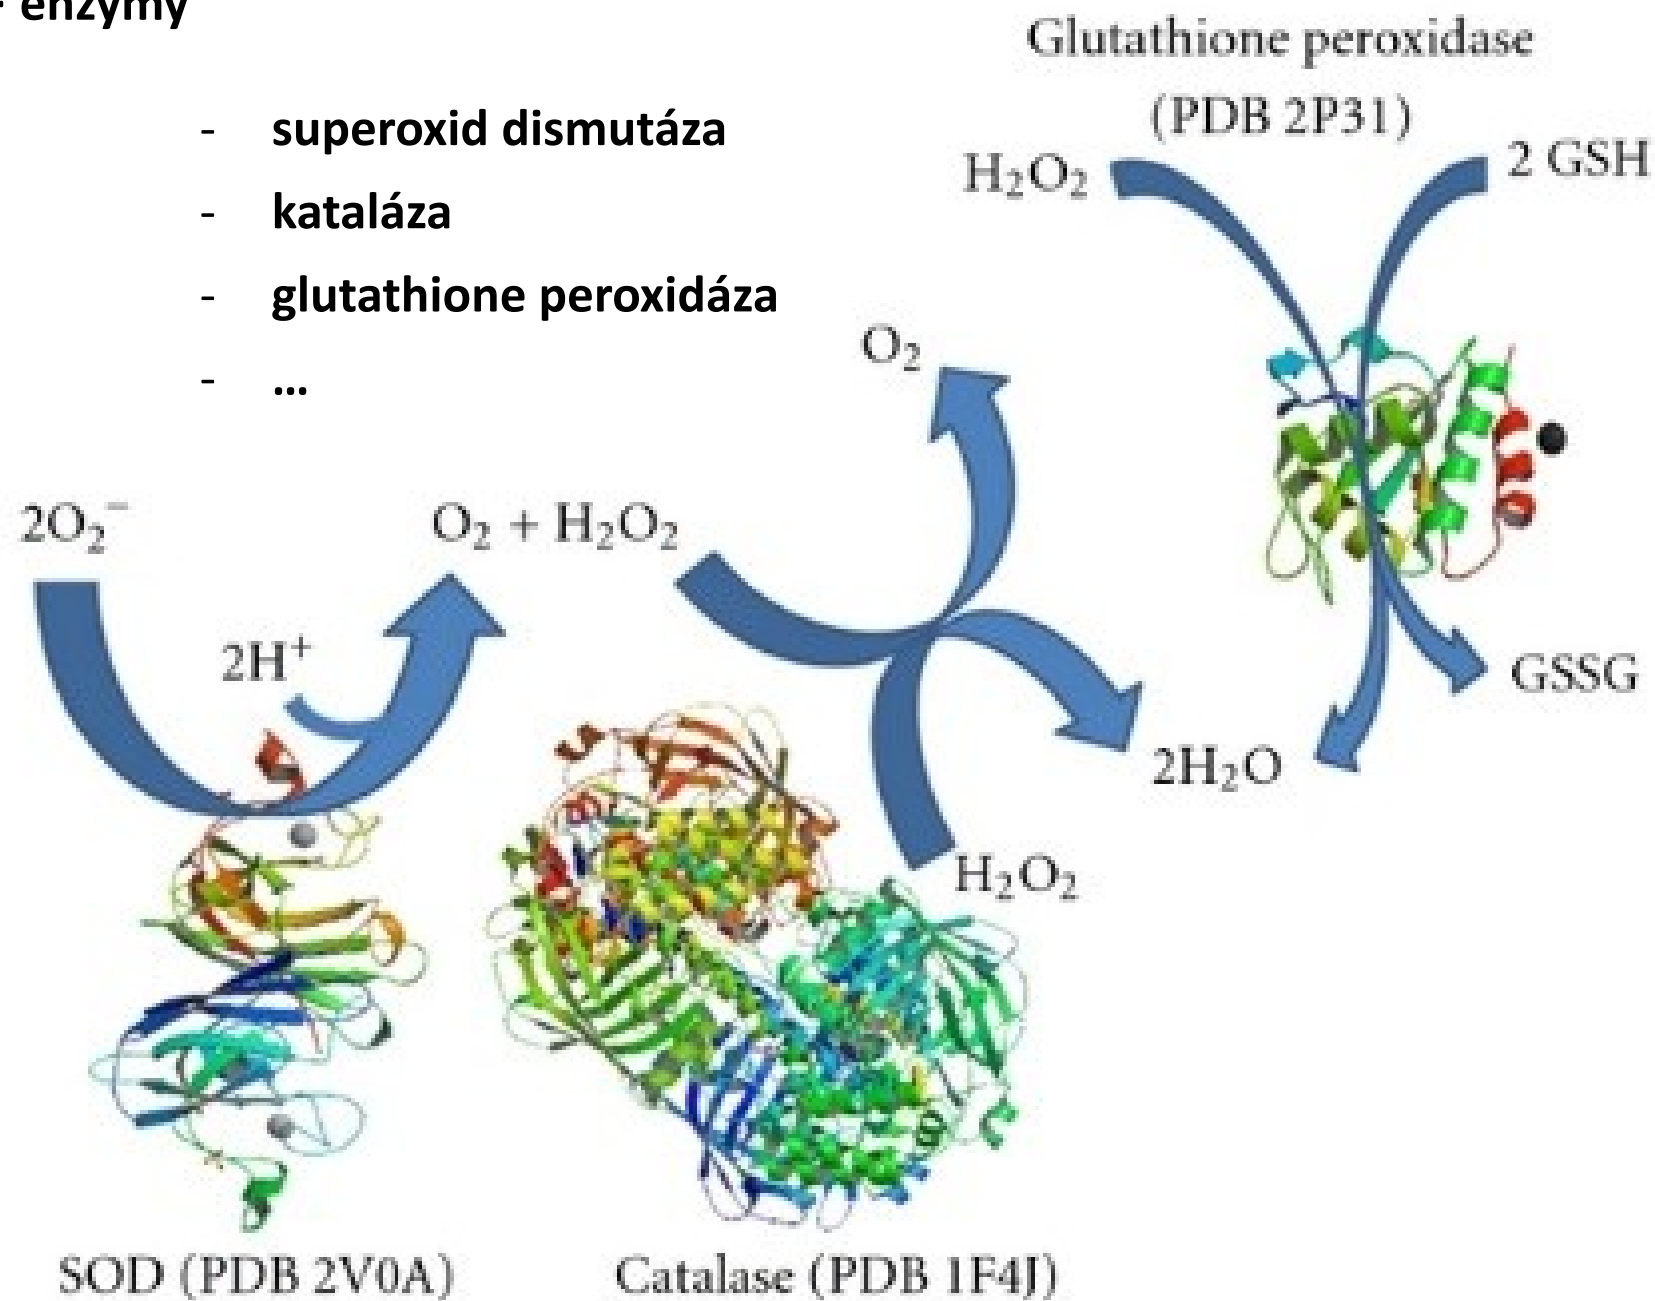 - enzymy
- superoxid dismutáza
- kataláza
- glutathione peroxidáza
- ...
Glutathione peroxidase
(PDB 2P31)
H₂O₂
2 GSH
O₂
2O₂⁻
O₂ + H₂O₂
2H⁺
GSSG
2H₂O
H₂O₂
SOD (PDB 2V0A)
Catalase (PDB 1F4J)